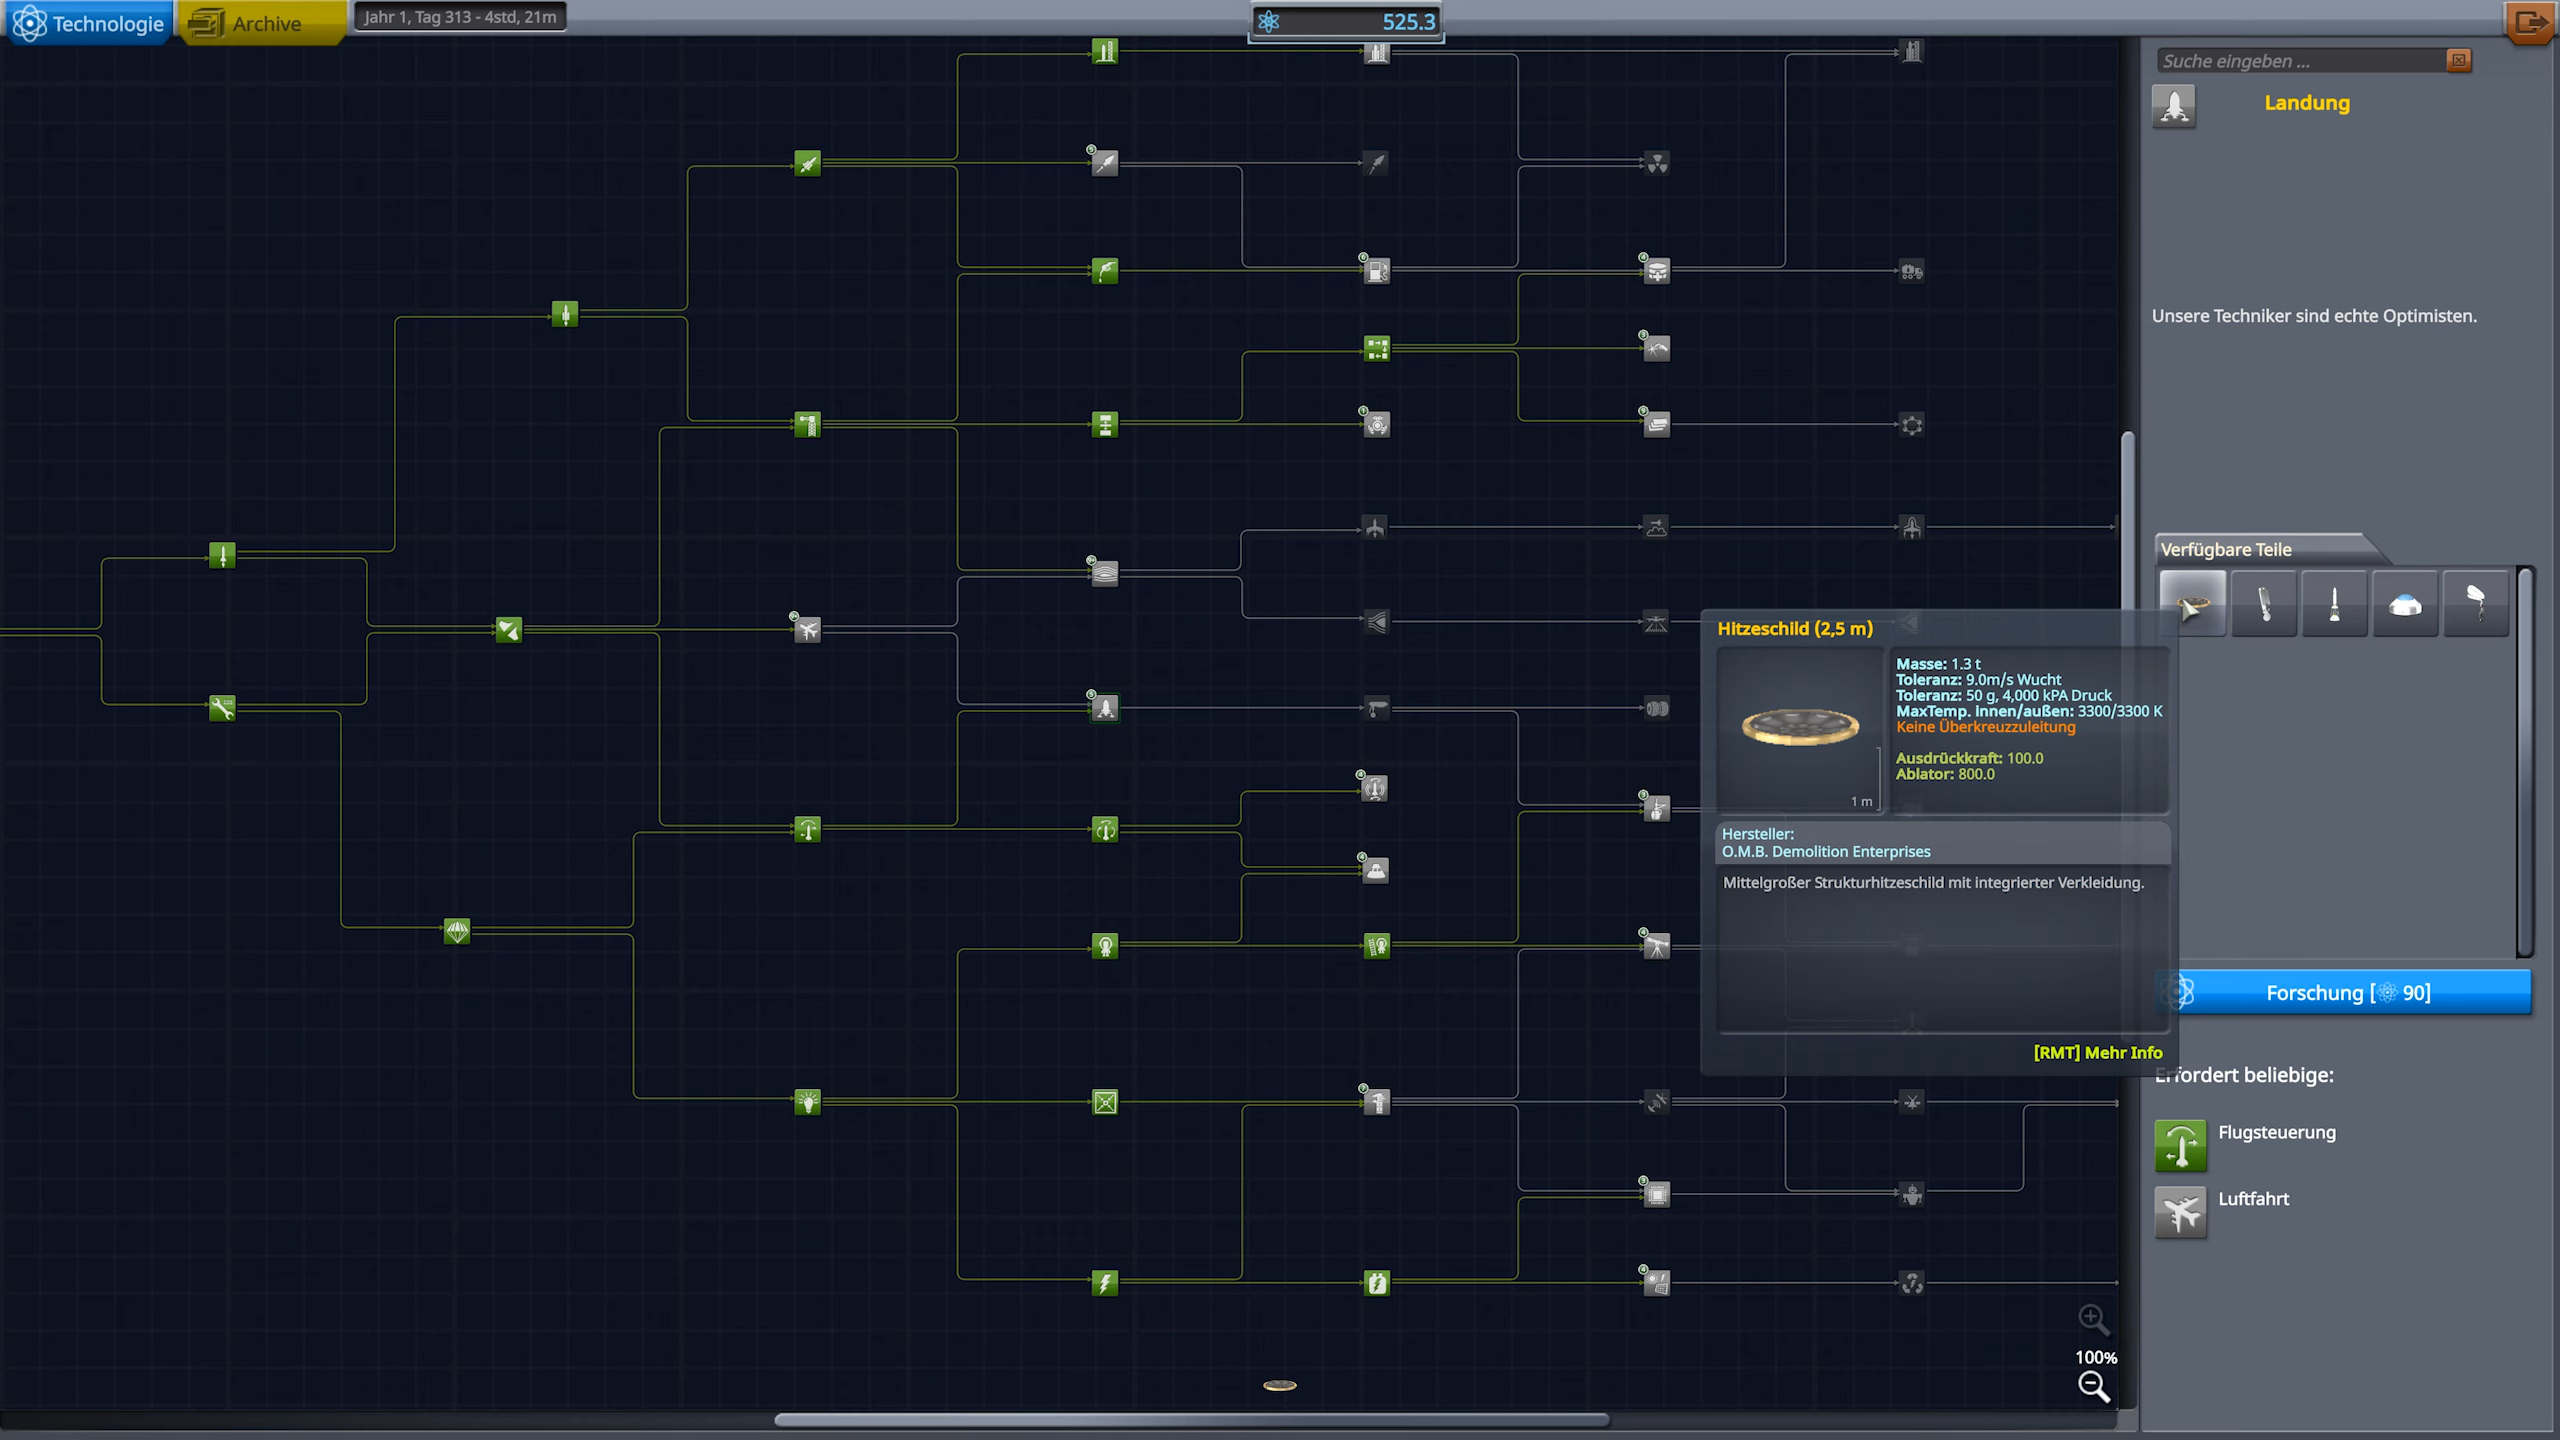 Technologie
Archive
Jahr 1, Tag 313 - 4std, 21m
525.3
Suche eingeben ...
Landung
Unsere Techniker sind echte Optimisten.
Verfügbare Teile
Hitzeschild (2,5 m)
Masse: 1.3 t
Toleranz: 9.0m/s Wucht
Toleranz: 50 g, 4,000 kPA Druck
MaxTemp. innen/außen: 3300/3300 K
Keine Überkreuzzuleitung
Ausdrückkraft: 100.0
Ablator: 800.0
1 m
Hersteller:
O.M.B. Demolition Enterprises
Mittelgroßer Strukturhitzeschild mit integrierter Verkleidung.
[RMT] Mehr Info
Forschung [90]
Erfordert beliebige:
Flugsteuerung
Luftfahrt
100%